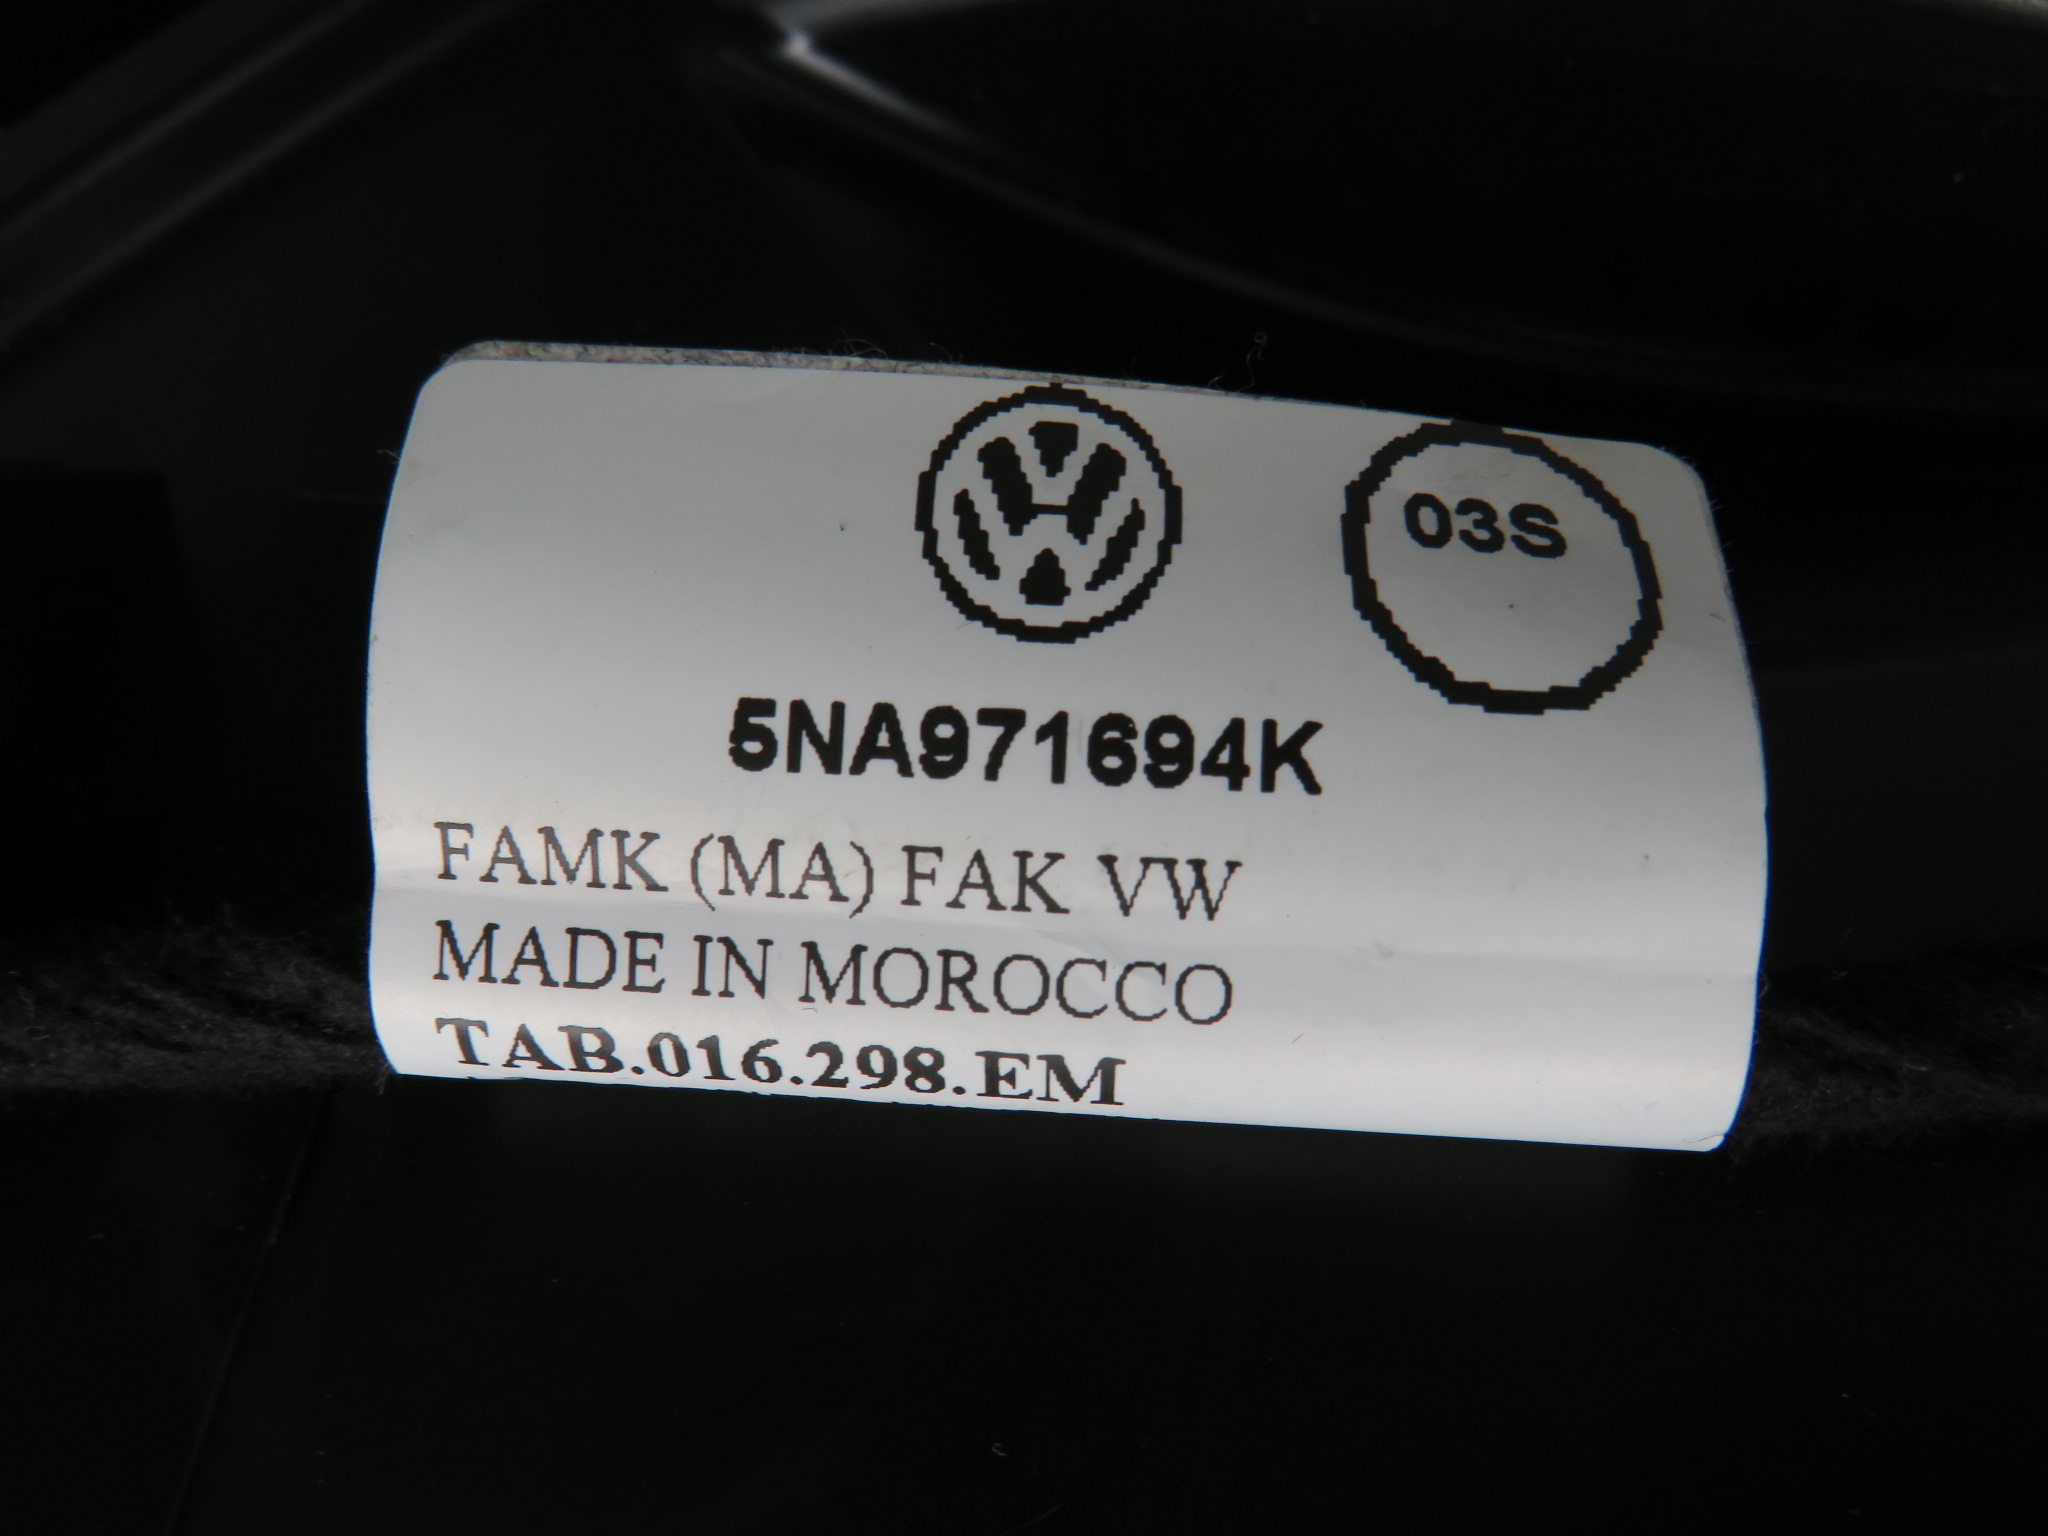 03S
5NA971694K
FAMK (MA) FAK VW
MADE IN MOROCCO
TAB.016.298.EM